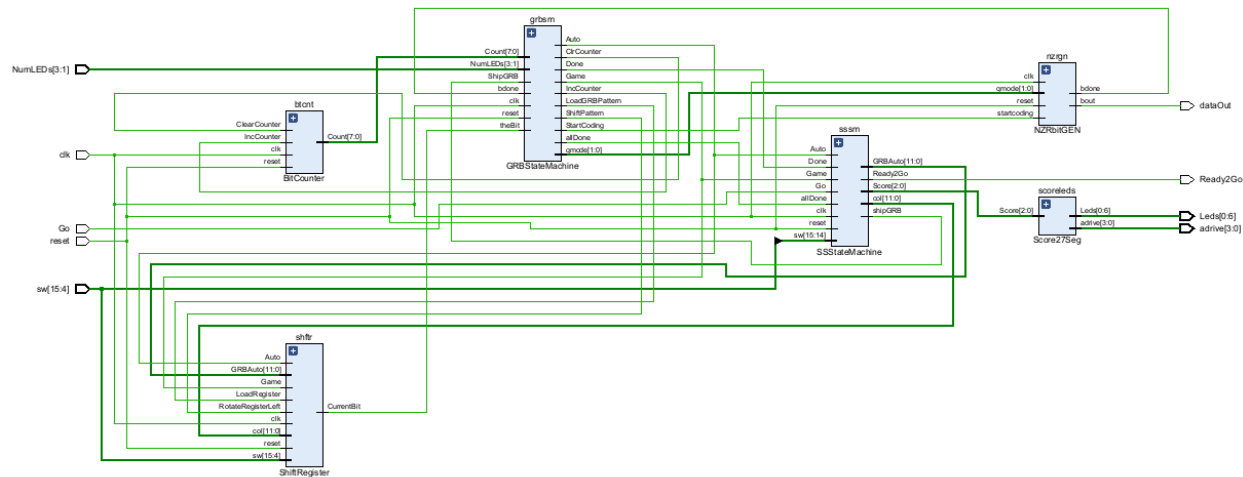 NumLEDs[3:1]
clk
Go
reset
sw[15:4]
btcnt
ClearCounter
IncCounter
clk
reset
Count[7:0]
BitCounter
grbsm
Count[7:0]
NumLEDs[3:1]
ShipGRB
bdone
clk
reset
theBit
Auto
ClrCounter
Done
Game
IncCounter
LoadGRBPattern
ShiftPattern
StartCoding
allDone
qmode[1:0]
GRBStateMachine
nzrgn
clk
qmode[1:0]
reset
startcoding
bdone
bout
NZRbitGEN
dataOut
sssm
Auto
Done
Game
Go
allDone
clk
reset
sw[15:14]
GRBAuto[11:0]
Ready2Go
Score[2:0]
col[11:0]
shipGRB
SSStateMachine
Ready2Go
scoreleds
Score[2:0]
Leds[0:6]
adrive[3:0]
Score27Seg
Leds[0:6]
adrive[3:0]
shftr
Auto
GRBAuto[11:0]
Game
LoadRegister
RotateRegisterLeft
clk
col[11:0]
reset
sw[15:4]
CurrentBit
ShiftRegister